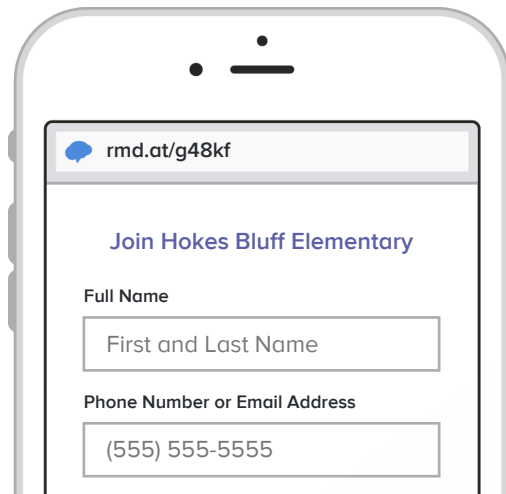 rmd.at/g48kf
Join Hokes Bluff Elementary
Full Name
First and Last Name
Phone Number or Email Address
(555) 555-5555